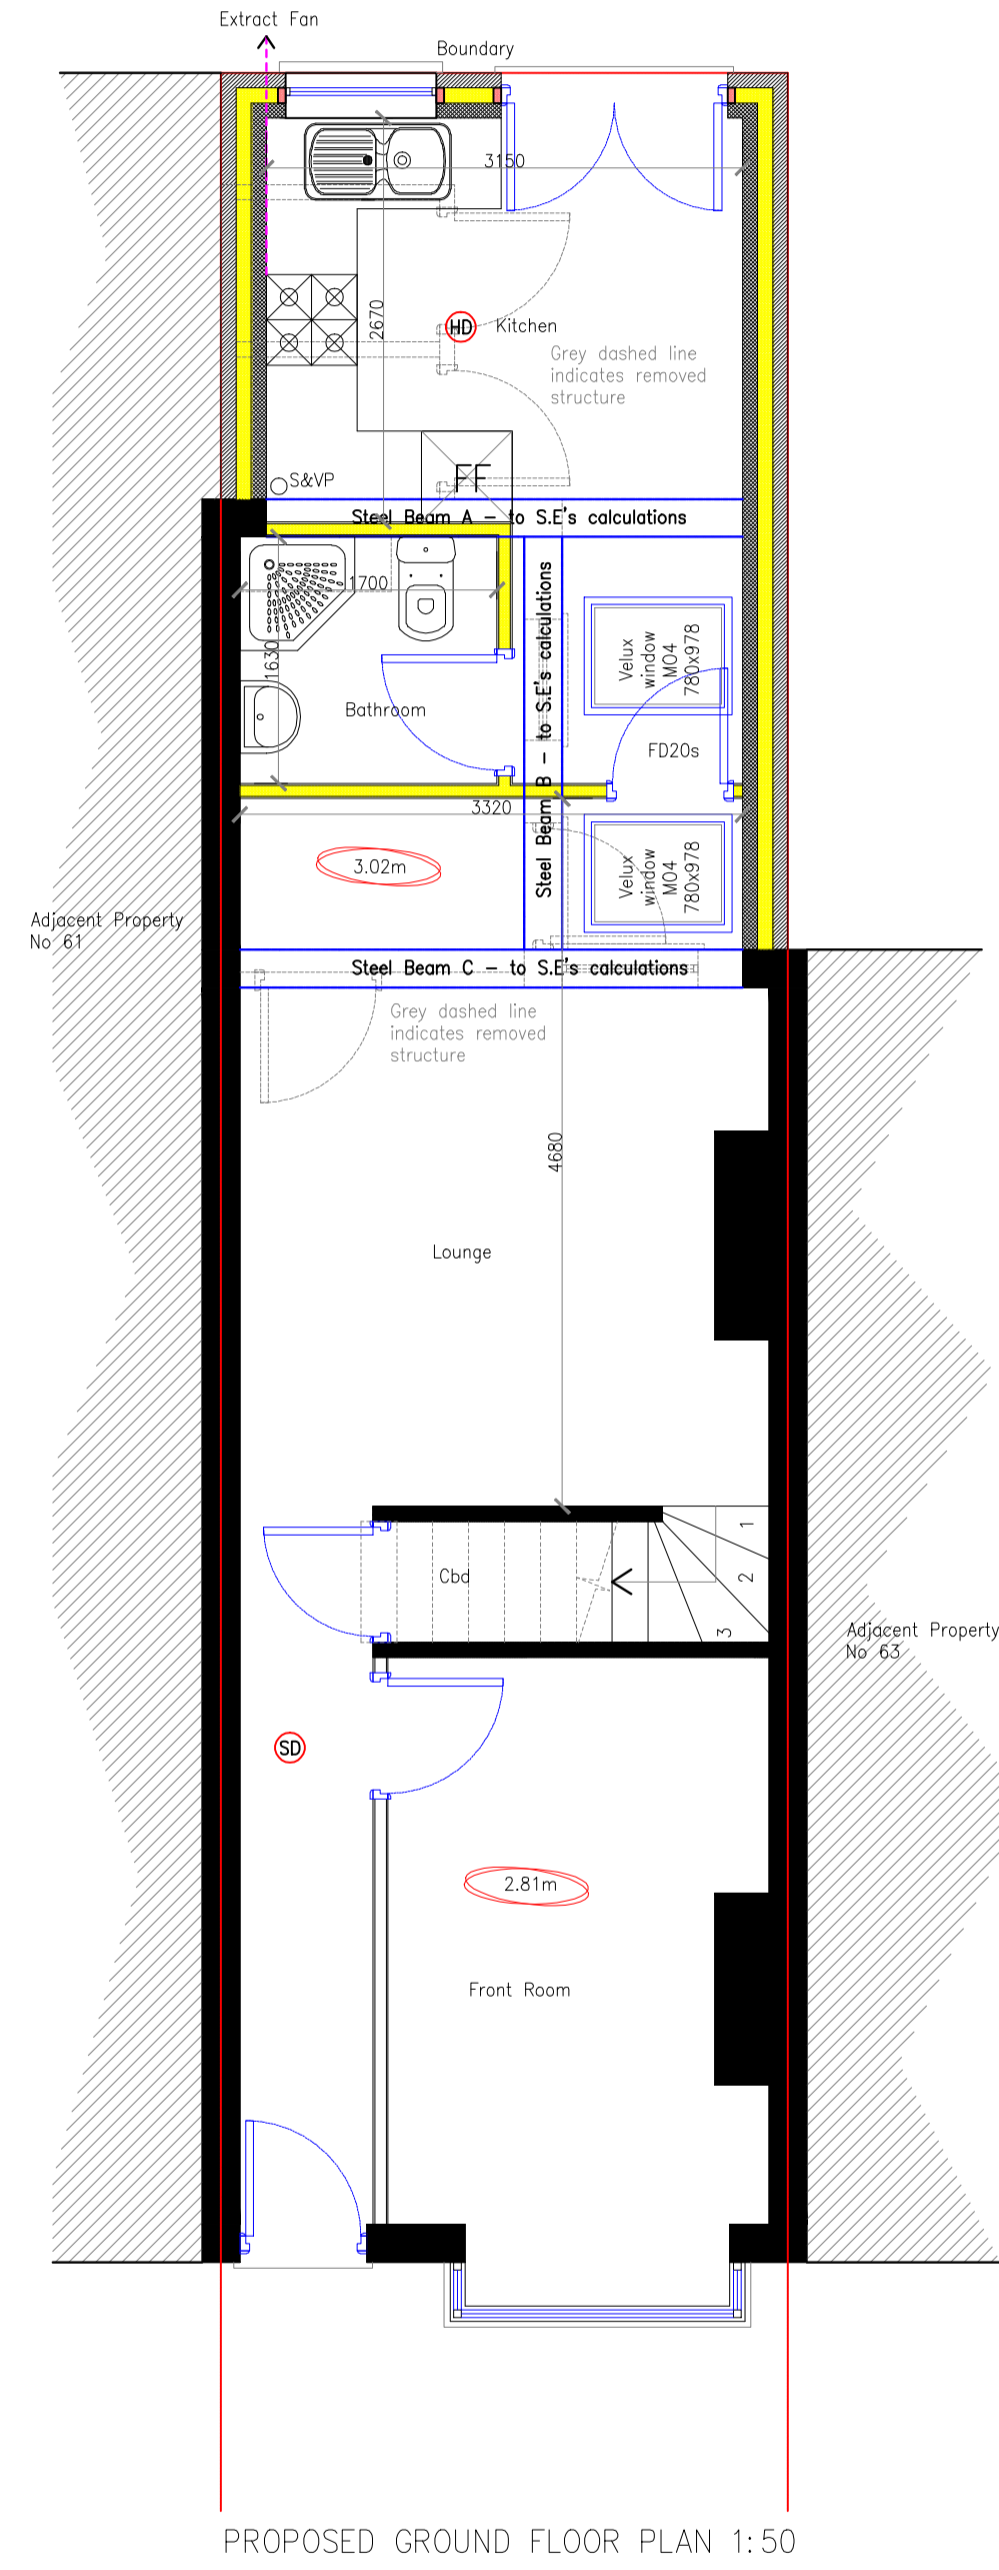 Extract Fan
Boundary
3150
2670
HD
Kitchen
Grey dashed line
indicates removed
structure
S&VP
FF
Steel Beam A – to S.E's calculations
1700
1630
Bathroom
Steel Beam B – to S.E's calculations
Velux
window
M04
780x978
FD20s
3320
3.02m
Velux
window
M04
780x978
Adjacent Property
No 61
Steel Beam C – to S.E's calculations
Grey dashed line
indicates removed
structure
4680
Lounge
1
2
3
Cbd
Adjacent Property
No 63
SD
2.81m
Front Room
PROPOSED GROUND FLOOR PLAN 1:50